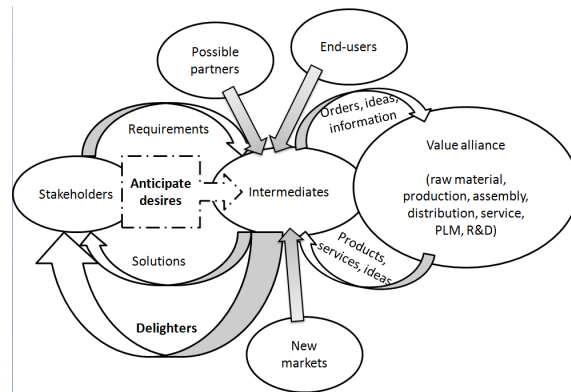 Possible
partners
End-users
Orders, ideas,
information
Requirements
Value alliance
(raw material,
production, assembly,
distribution, service,
PLM, R&D)
Stakeholders
Anticipate
desires
Intermediates
Products,
services, ideas
Solutions
Delighters
New
markets